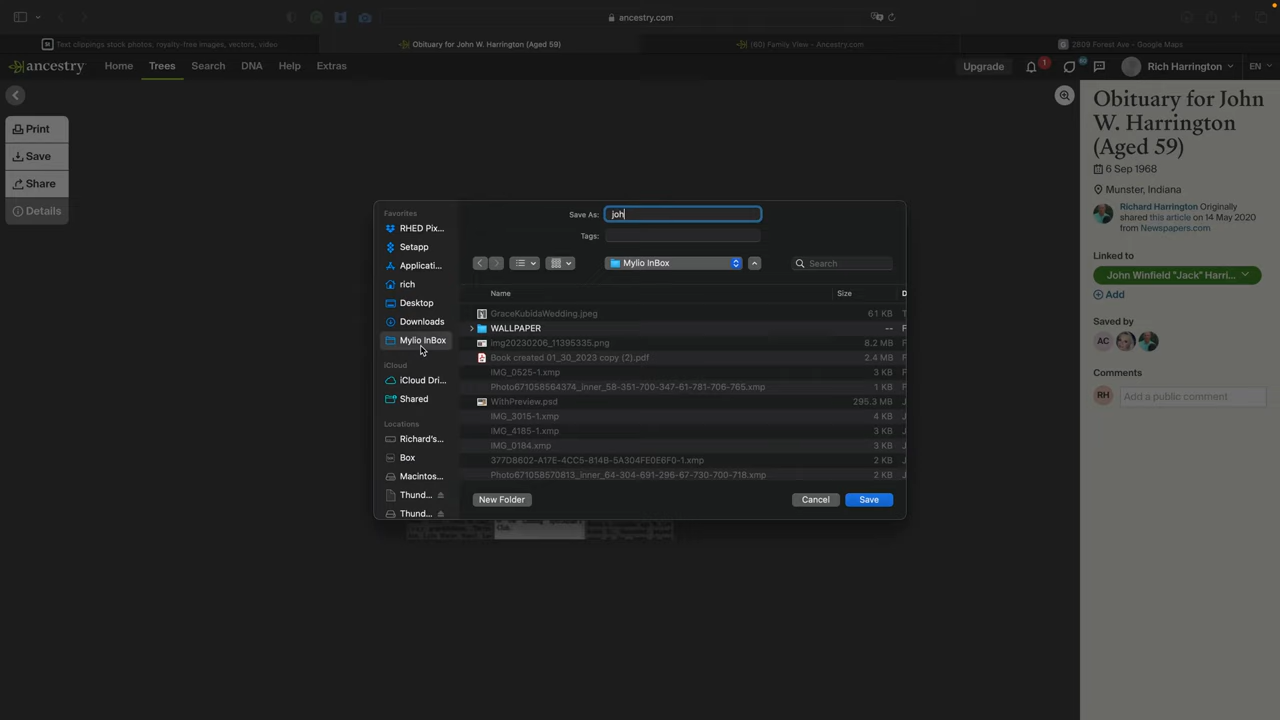 ancestry.com
Text clippings stock photos, royalty-free images, vectors, video
Obituary for John W. Harrington (Aged 59)
(60) Family View - Ancestry.com
2809 Forest Ave - Google Maps
ancestry
Home
Trees
Search
DNA
Help
Extras
Upgrade
1
Rich Harrington
EN
Print
Save
Share
Details
Obituary for John
W. Harrington
(Aged 59)
6 Sep 1968
Munster, Indiana
Richard Harrington Originally
shared this article on 14 May 2020
from Newspapers.com
Linked to
John Winfield "Jack" Harri...
Add
Saved by
AC
Comments
RH
Add a public comment
Favorites
RHED Pix...
Setapp
Applicati...
rich
Desktop
Downloads
Mylio InBox
iCloud
iCloud Dri...
Shared
Locations
Richard's...
Box
Macintos...
Thund...
Thund...
Save As: joh
Tags:
Mylio InBox
Search
Name
Size
D
GraceKubidaWedding.jpeg 61 KB T
WALLPAPER -- F
img20230206_11395335.png 8.2 MB F
Book created 01_30_2023 copy (2).pdf 2.4 MB F
IMG_0525-1.xmp 3 KB J
Photo671058564374_inner_58-351-700-347-61-781-706-765.xmp 1 KB J
WithPreview.psd 295.3 MB J
IMG_3015-1.xmp 4 KB J
IMG_4185-1.xmp 3 KB J
IMG_0184.xmp 3 KB J
377D8602-A17E-4CC5-814B-5A304FE0E6F0-1.xmp 2 KB J
Photo671058570813_inner_64-304-691-296-67-730-700-718.xmp 2 KB J
New Folder
Cancel
Save
Club.